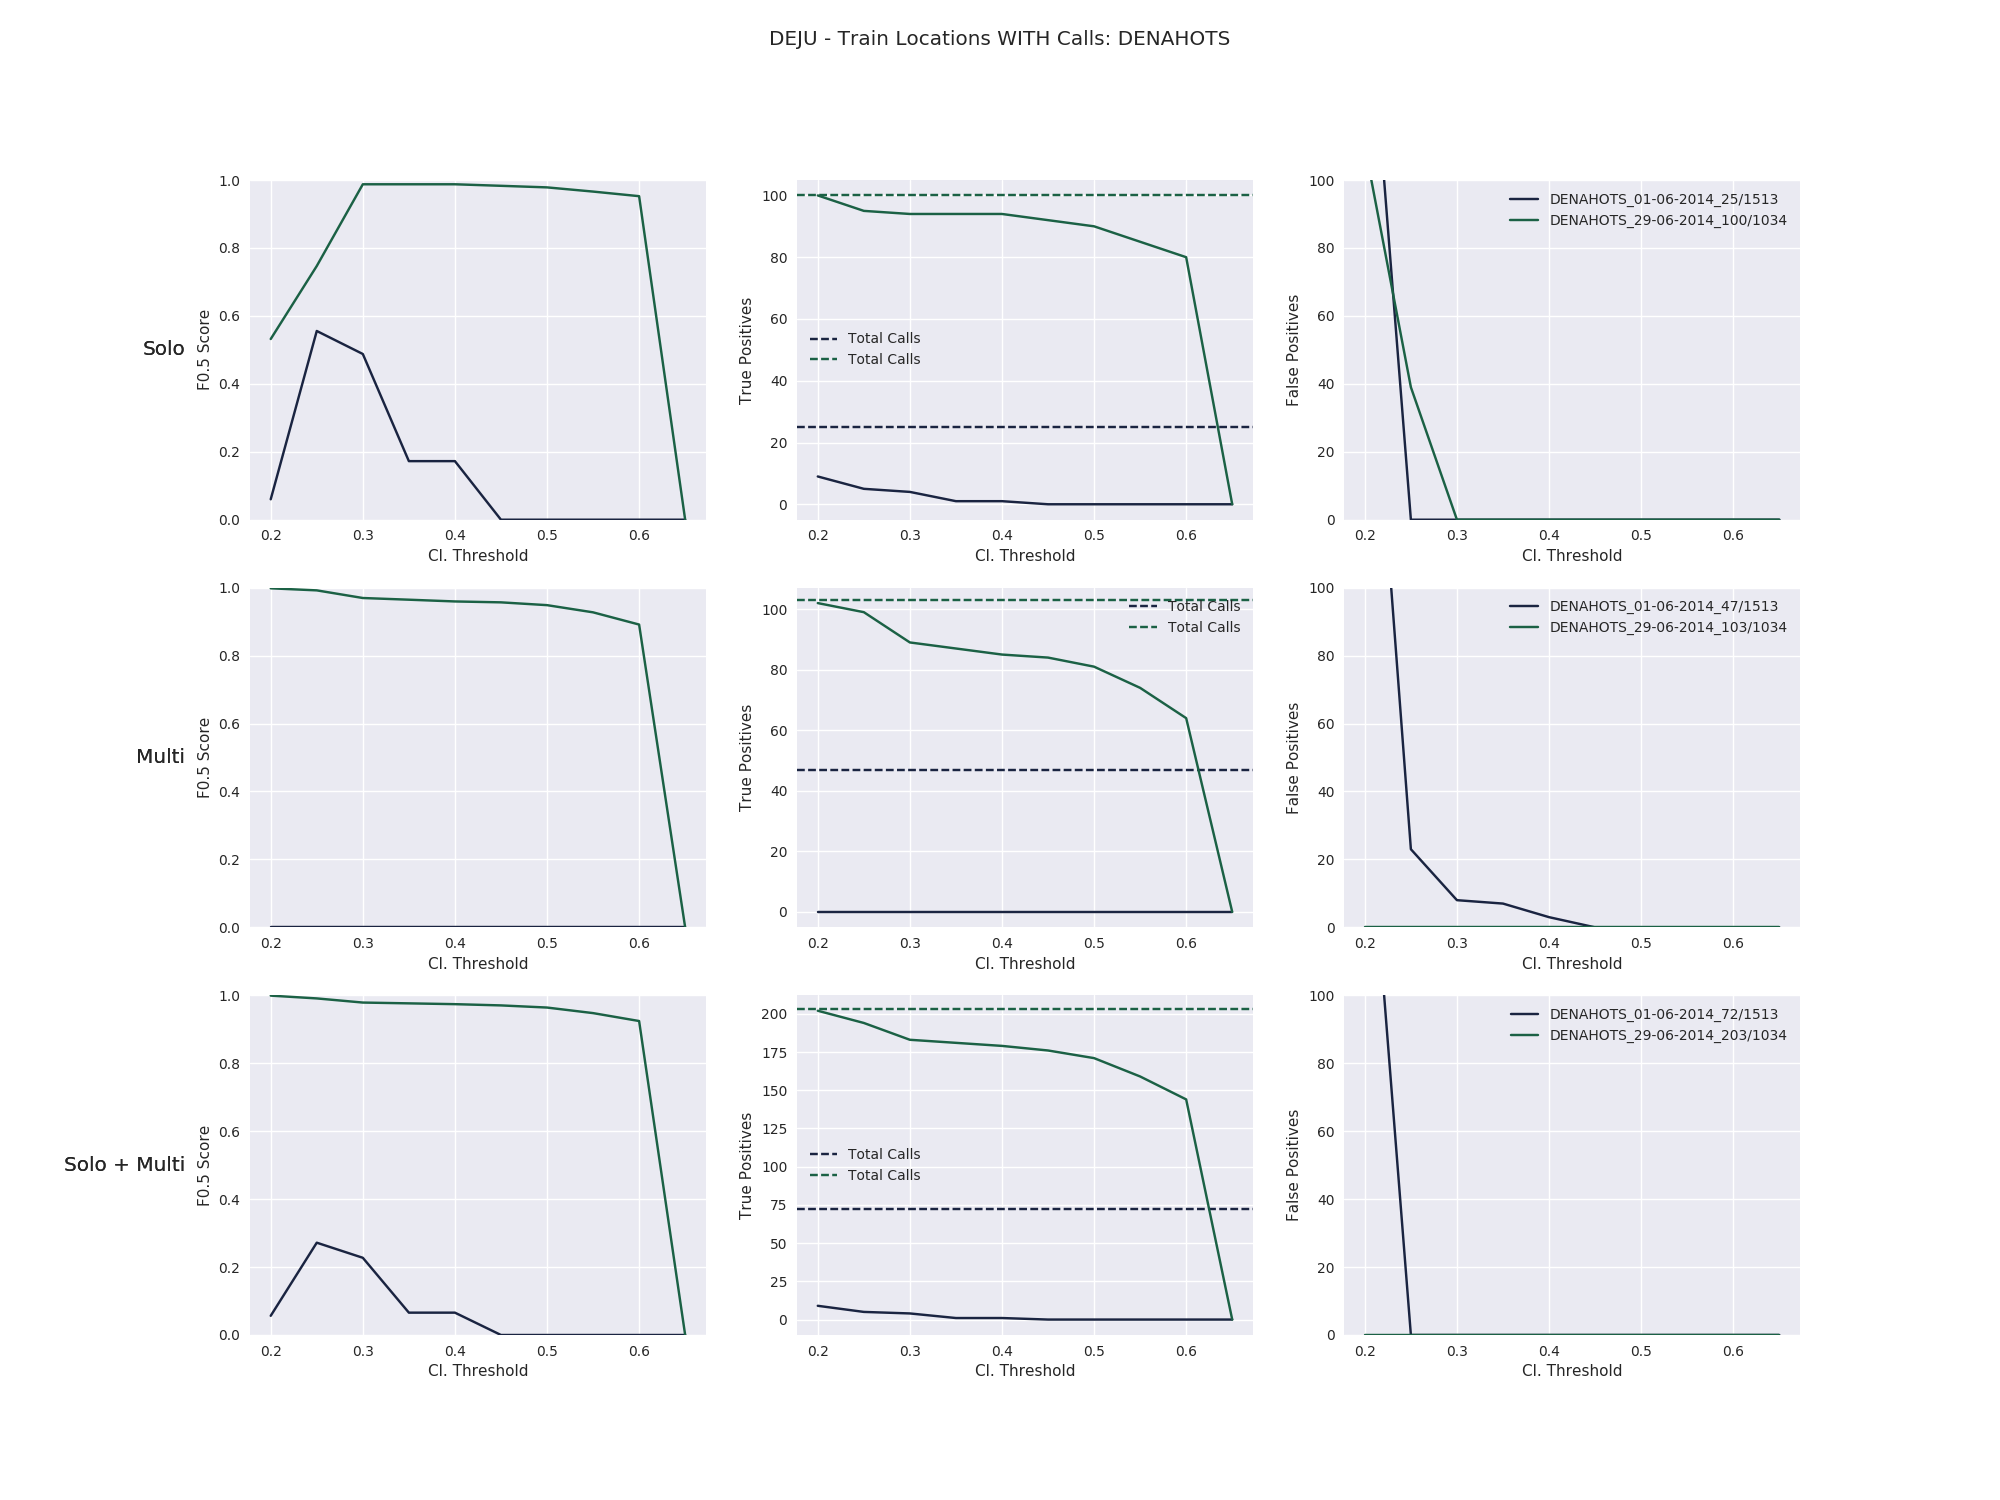 DEJU - Train Locations WITH Calls: DENAHOTS
Solo
F0.5 Score
1.0
0.8
0.6
0.4
0.2
0.0
0.2 0.3 0.4 0.5 0.6
Cl. Threshold
True Positives
100
80
60
40
20
0
Total Calls
Total Calls
0.2 0.3 0.4 0.5 0.6
Cl. Threshold
False Positives
100
80
60
40
20
0
DENAHOTS_01-06-2014_25/1513
DENAHOTS_29-06-2014_100/1034
0.2 0.3 0.4 0.5 0.6
Cl. Threshold
Multi
F0.5 Score
1.0
0.8
0.6
0.4
0.2
0.0
0.2 0.3 0.4 0.5 0.6
Cl. Threshold
True Positives
100
80
60
40
20
0
Total Calls
Total Calls
0.2 0.3 0.4 0.5 0.6
Cl. Threshold
False Positives
100
80
60
40
20
0
DENAHOTS_01-06-2014_47/1513
DENAHOTS_29-06-2014_103/1034
0.2 0.3 0.4 0.5 0.6
Cl. Threshold
Solo + Multi
F0.5 Score
1.0
0.8
0.6
0.4
0.2
0.0
0.2 0.3 0.4 0.5 0.6
Cl. Threshold
True Positives
200
175
150
125
100
75
50
25
0
Total Calls
Total Calls
0.2 0.3 0.4 0.5 0.6
Cl. Threshold
False Positives
100
80
60
40
20
0
DENAHOTS_01-06-2014_72/1513
DENAHOTS_29-06-2014_203/1034
0.2 0.3 0.4 0.5 0.6
Cl. Threshold